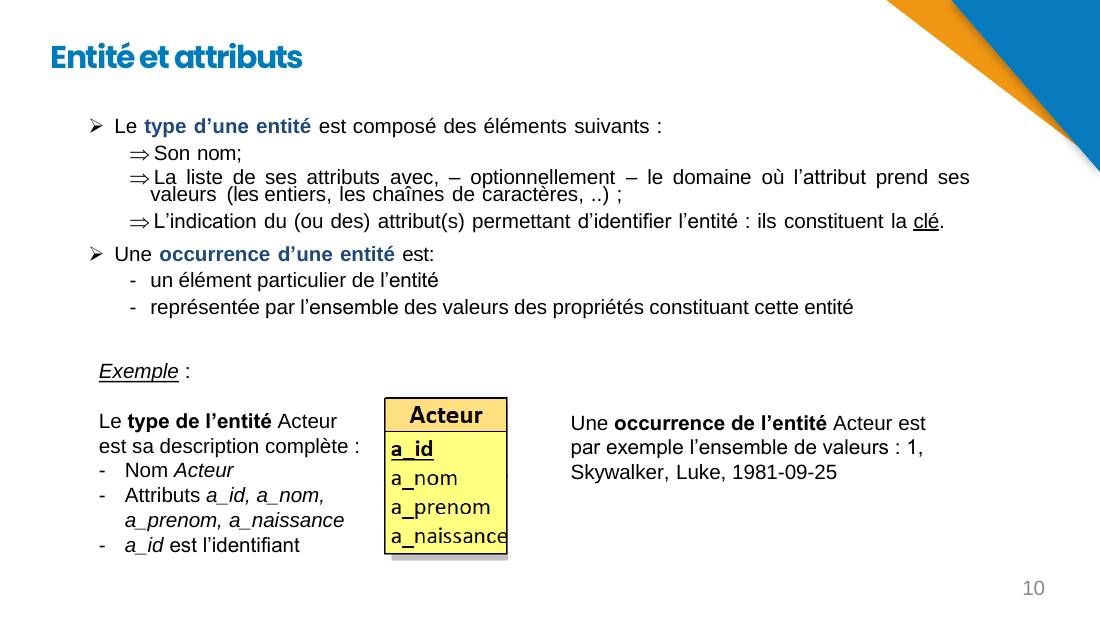 Entité et attributs
➢ Le type d’une entité est composé des éléments suivants :
⇒ Son nom;
⇒ La liste de ses attributs avec, – optionnellement – le domaine où l’attribut prend ses
valeurs (les entiers, les chaînes de caractères, ..) ;
⇒ L’indication du (ou des) attribut(s) permettant d’identifier l’entité : ils constituent la clé.
➢ Une occurrence d’une entité est:
- un élément particulier de l’entité
- représentée par l’ensemble des valeurs des propriétés constituant cette entité
Exemple :
Le type de l’entité Acteur
est sa description complète :
- Nom Acteur
- Attributs a_id, a_nom,
a_prenom, a_naissance
- a_id est l’identifiant
Acteur
a_id
a_nom
a_prenom
a_naissance
Une occurrence de l’entité Acteur est
par exemple l’ensemble de valeurs : 1,
Skywalker, Luke, 1981-09-25
10